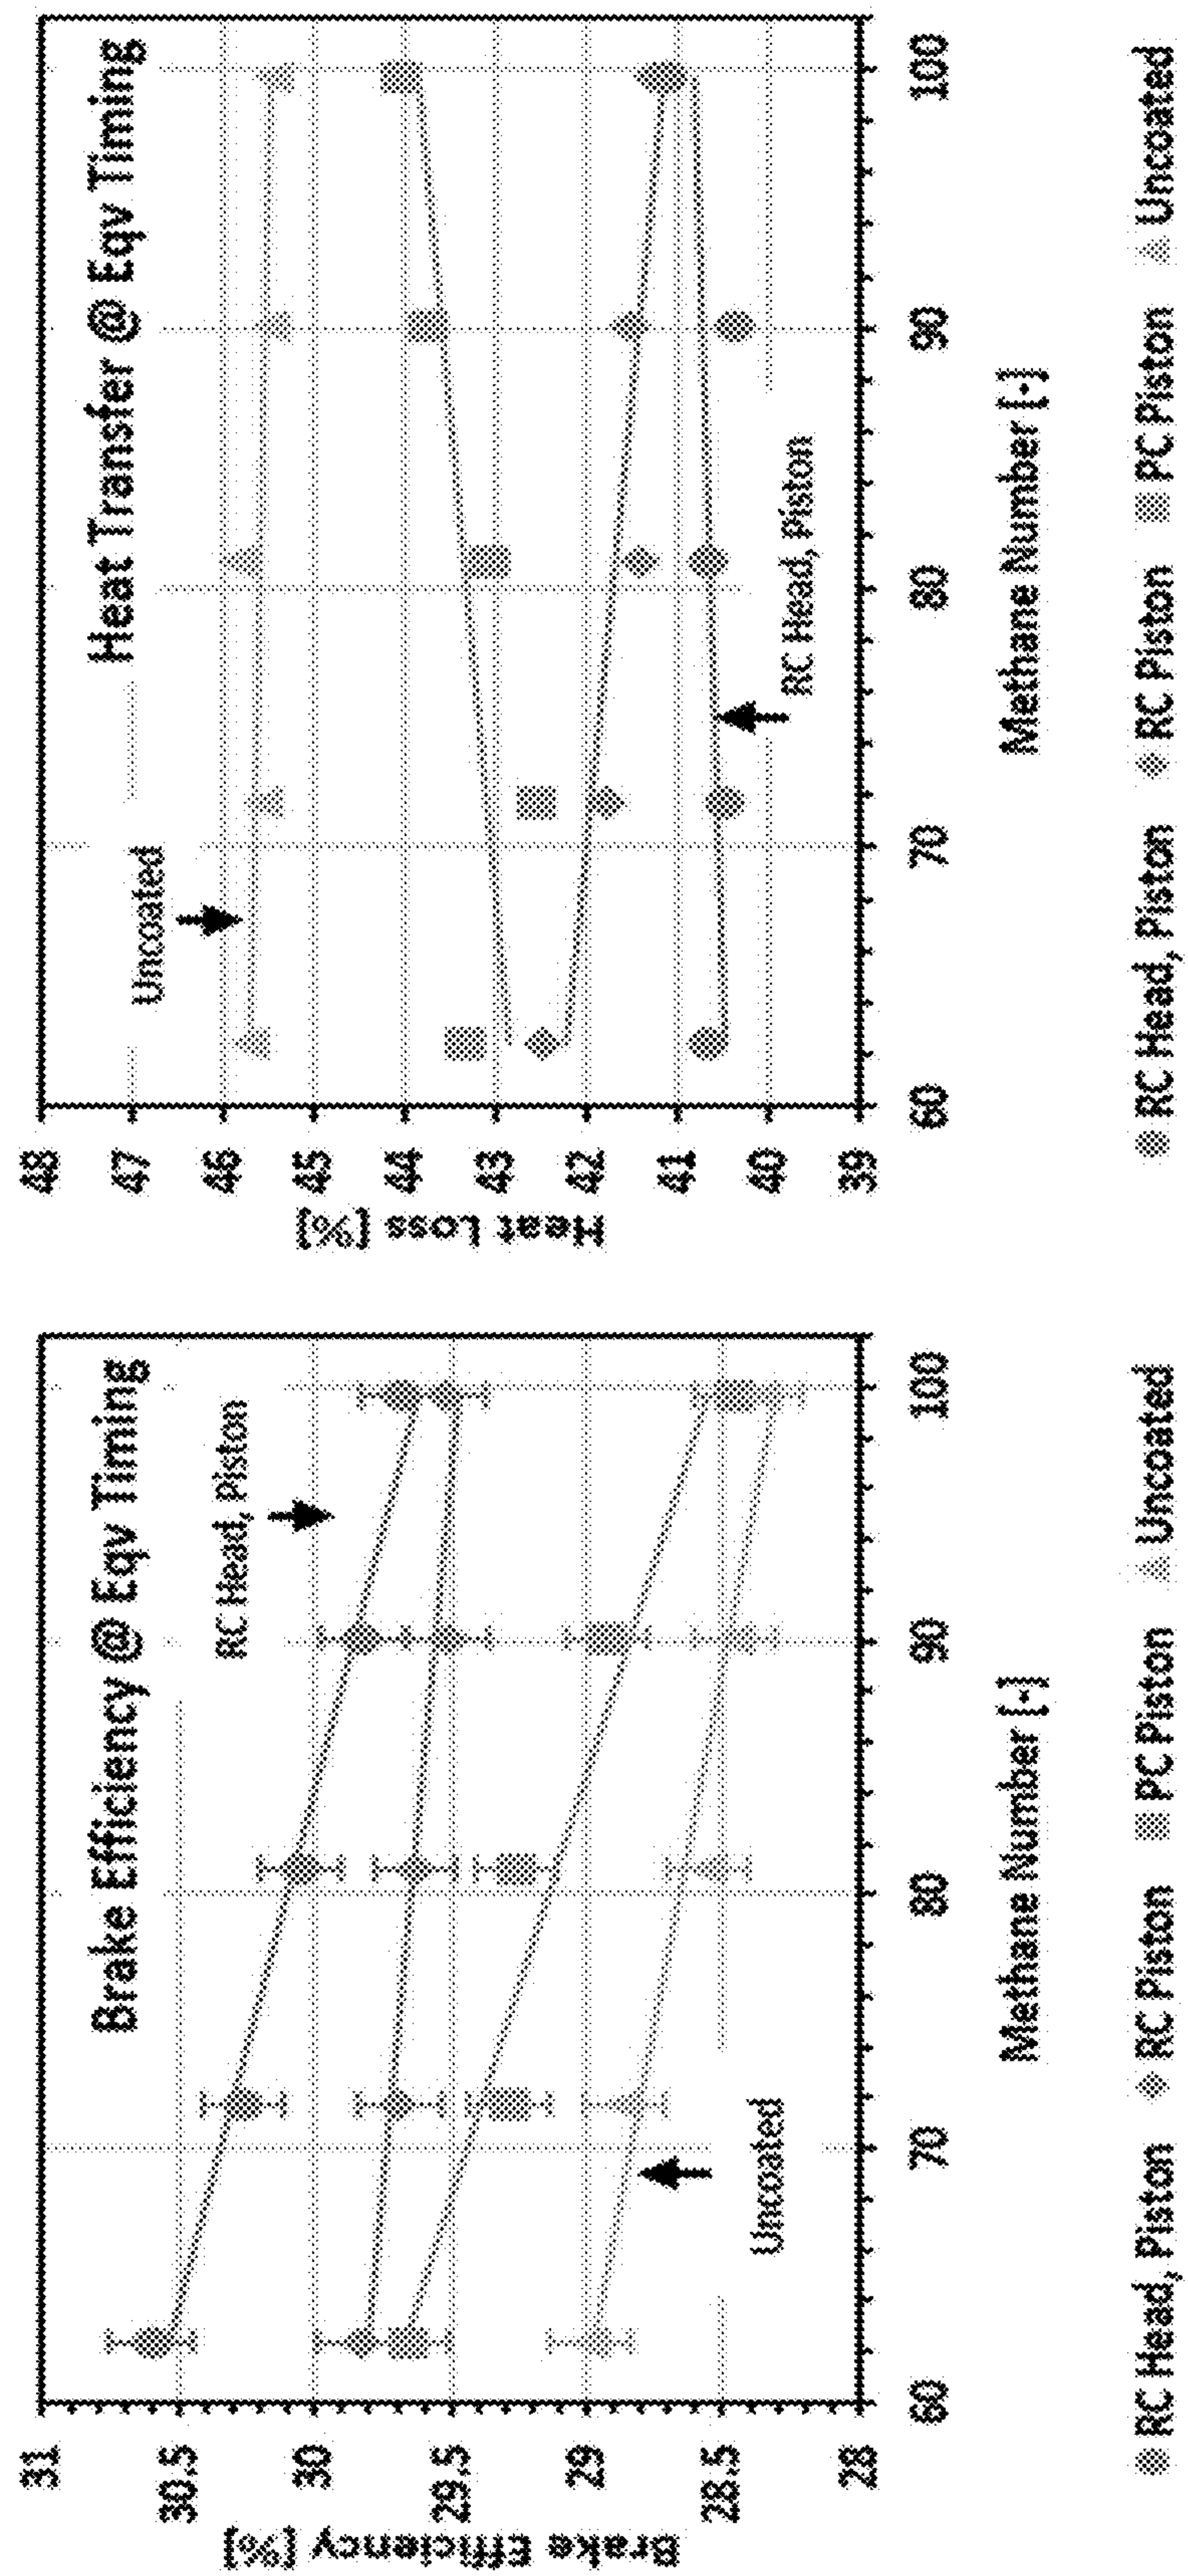 Brake Efficiency @ Eqv Timing
31
30.5
30
29.5
29
28.5
28
Brake Efficiency [%]
RC Head, Piston
Uncoated
60
70
80
90
100
Methane Number [-]
RC Head, Piston
RC Piston
PC Piston
Uncoated
Heat Transfer @ Eqv Timing
48
47
46
45
44
43
42
41
40
39
Heat Loss [%]
Uncoated
RC Head, Piston
60
70
80
90
100
Methane Number [-]
RC Head, Piston
RC Piston
PC Piston
Uncoated